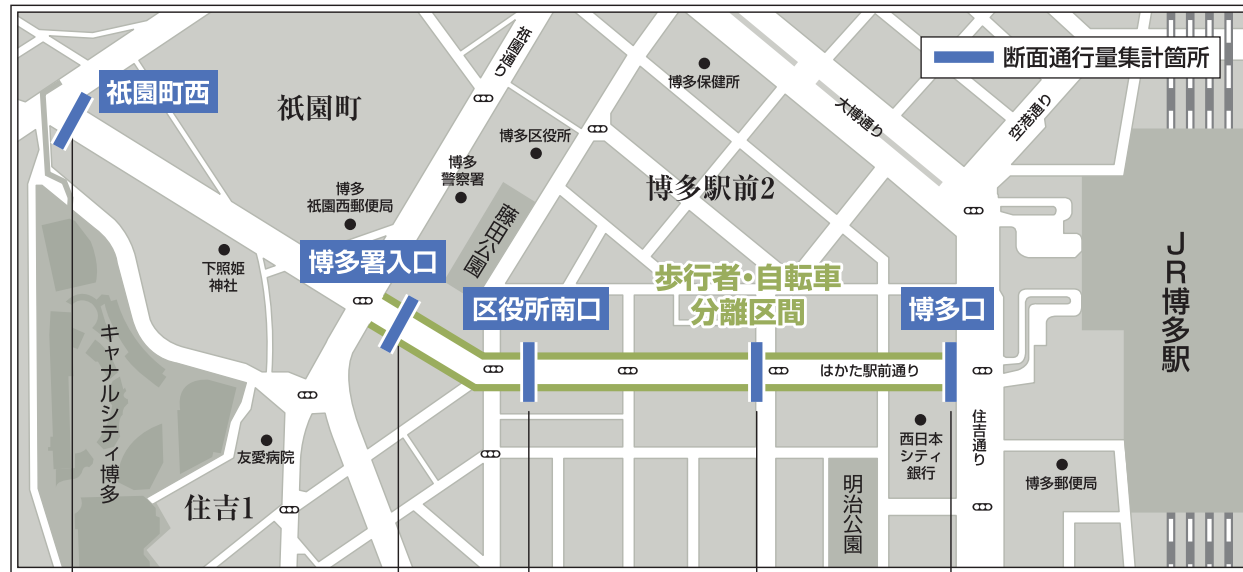 断面通行量集計箇所
祇園町西
祇園町
祇園通り
博多保健所
大博通り
空港通り
博多区役所
博多
警察署
博多駅前2
博多
祇園西郵便局
藤田公園
下照姫
神社
博多署入口
区役所南口
歩行者・自転車
分離区間
博多口
JR博多駅
キャナルシティ博多
はかた駅前通り
住吉通り
友愛病院
西日本
シティ
銀行
博多郵便局
明治公園
住吉1